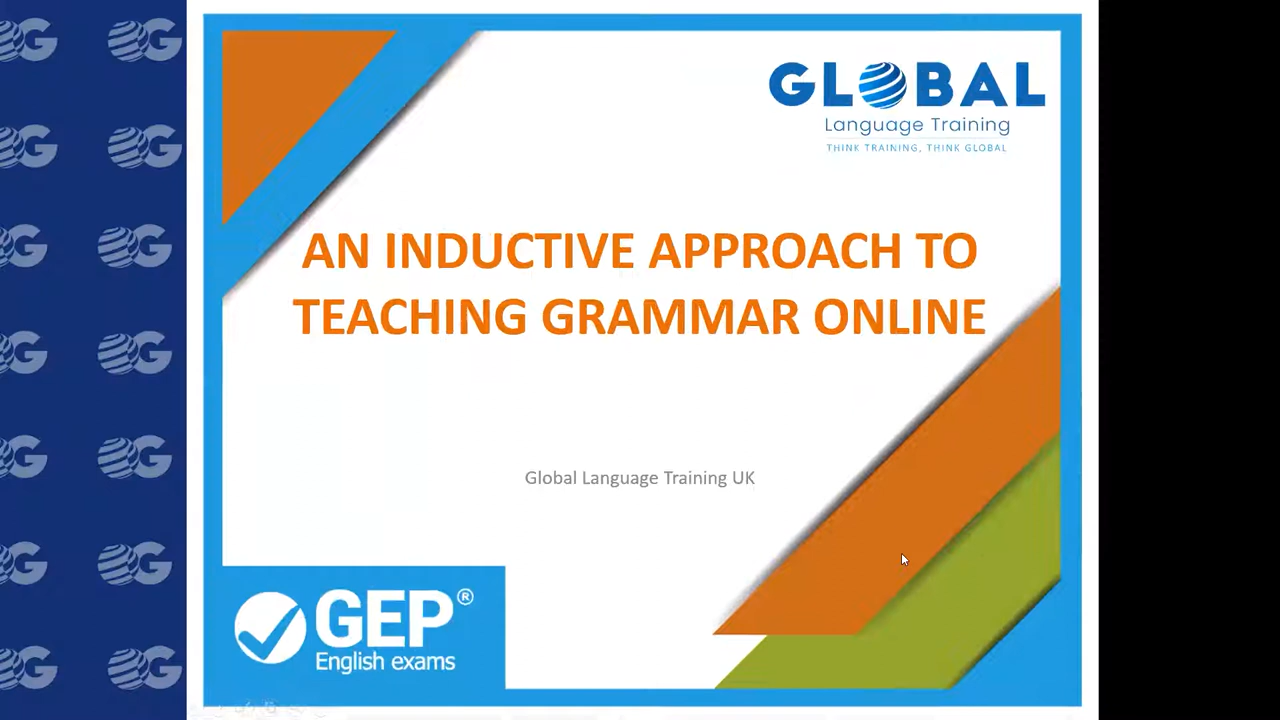 GLOBAL
Language Training
THINK TRAINING, THINK GLOBAL
AN INDUCTIVE APPROACH TO
TEACHING GRAMMAR ONLINE
Global Language Training UK
GEP®
English exams